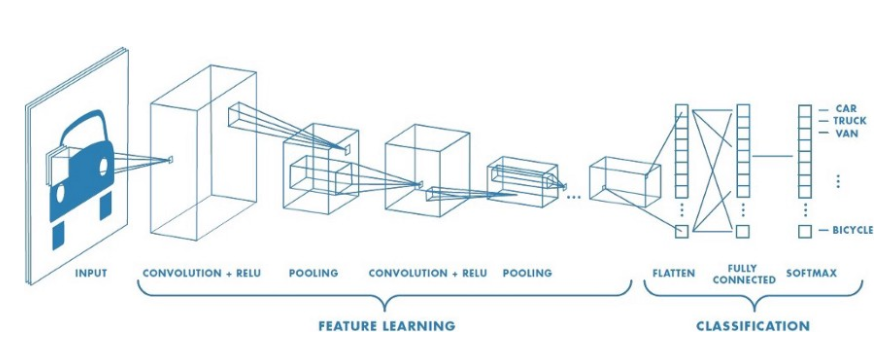 CAR
TRUCK
VAN
BICYCLE
INPUT
CONVOLUTION + RELU
POOLING
CONVOLUTION + RELU
POOLING
FLATTEN
FULLY
CONNECTED
SOFTMAX
FEATURE LEARNING
CLASSIFICATION